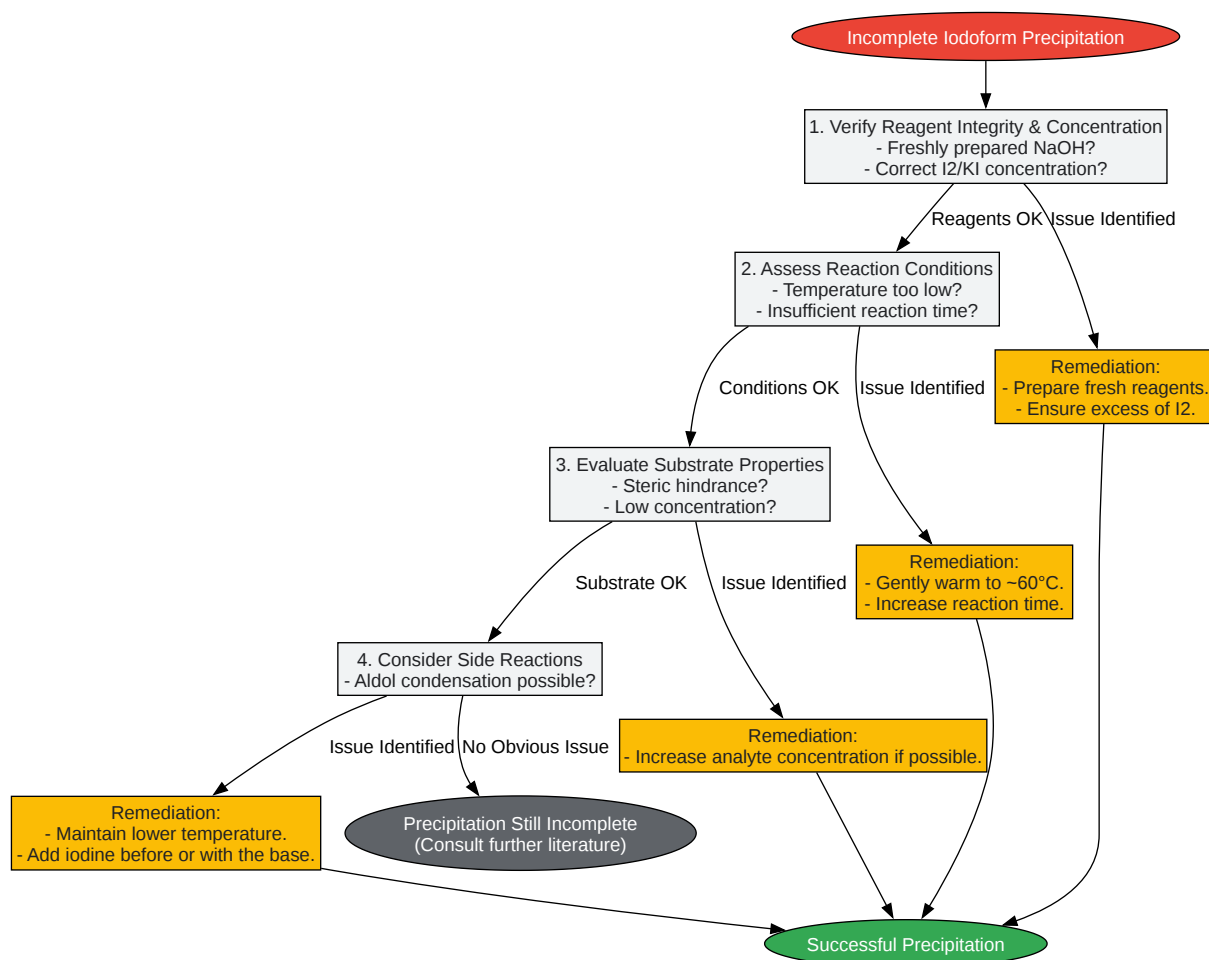 Incomplete Iodoform Precipitation
1. Verify Reagent Integrity & Concentration
- Freshly prepared NaOH?
- Correct I2/KI concentration?
Reagents OK
Issue Identified
2. Assess Reaction Conditions
- Temperature too low?
- Insufficient reaction time?
Remediation:
- Prepare fresh reagents.
- Ensure excess of I2.
Conditions OK
Issue Identified
3. Evaluate Substrate Properties
- Steric hindrance?
- Low concentration?
Remediation:
- Gently warm to ~60°C.
- Increase reaction time.
Substrate OK
Issue Identified
4. Consider Side Reactions
- Aldol condensation possible?
Remediation:
- Increase analyte concentration if possible.
Issue Identified
No Obvious Issue
Remediation:
- Maintain lower temperature.
- Add iodine before or with the base.
Precipitation Still Incomplete
(Consult further literature)
Successful Precipitation